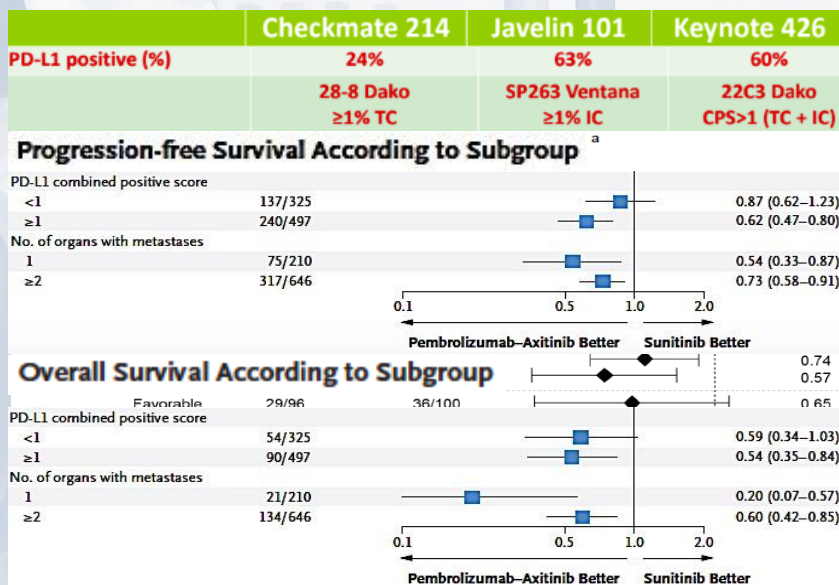 Checkmate 214 Javelin 101 Keynote 426
PD-L1 positive (%) 24% 63% 60%
28-8 Dako SP263 Ventana 22C3 Dako
≥1% TC ≥1% IC CPS>1 (TC + IC)
Progression-free Survival According to Subgroup a
PD-L1 combined positive score
<1 137/325 0.87 (0.62–1.23)
≥1 240/497 0.62 (0.47–0.80)
No. of organs with metastases
1 75/210 0.54 (0.33–0.87)
≥2 317/646 0.73 (0.58–0.91)
0.1 0.5 1.0 2.0
Pembrolizumab–Axitinib Better Sunitinib Better
0.74
Overall Survival According to Subgroup 0.57
Favorable 29/96 36/100 0.65
PD-L1 combined positive score
<1 54/325 0.59 (0.34–1.03)
≥1 90/497 0.54 (0.35–0.84)
No. of organs with metastases
1 21/210 0.20 (0.07–0.57)
≥2 134/646 0.60 (0.42–0.85)
0.1 0.5 1.0 2.0
Pembrolizumab–Axitinib Better Sunitinib Better